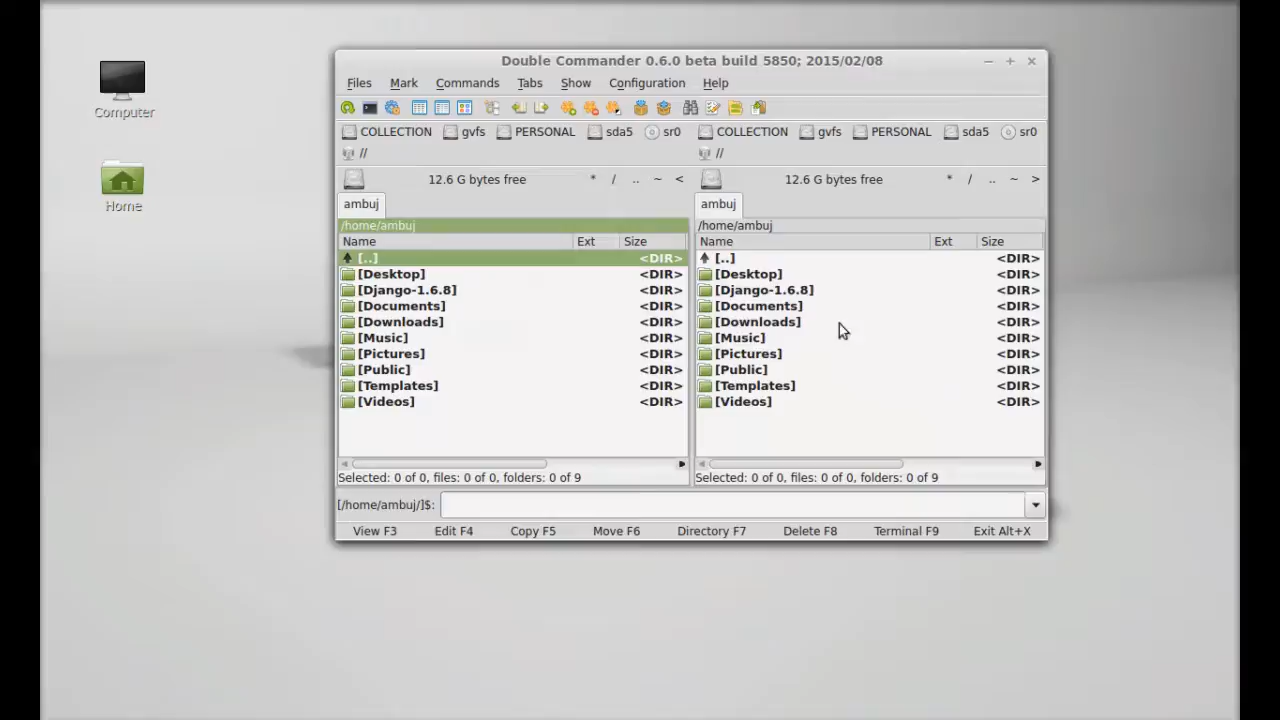 Computer
Home
Double Commander 0.6.0 beta build 5850; 2015/02/08
Files Mark Commands Tabs Show Configuration Help
COLLECTION gvfs PERSONAL sda5 sr0 COLLECTION gvfs PERSONAL sda5 sr0
// //
12.6 G bytes free * / .. ~ < 12.6 G bytes free * / .. ~ >
ambuj ambuj
/home/ambuj /home/ambuj
Name Ext Size Name Ext Size
[..] <DIR> [..] <DIR>
[Desktop] <DIR> [Desktop] <DIR>
[Django-1.6.8] <DIR> [Django-1.6.8] <DIR>
[Documents] <DIR> [Documents] <DIR>
[Downloads] <DIR> [Downloads] <DIR>
[Music] <DIR> [Music] <DIR>
[Pictures] <DIR> [Pictures] <DIR>
[Public] <DIR> [Public] <DIR>
[Templates] <DIR> [Templates] <DIR>
[Videos] <DIR> [Videos] <DIR>
Selected: 0 of 0, files: 0 of 0, folders: 0 of 9 Selected: 0 of 0, files: 0 of 0, folders: 0 of 9
[/home/ambuj/]$:
View F3 Edit F4 Copy F5 Move F6 Directory F7 Delete F8 Terminal F9 Exit Alt+X